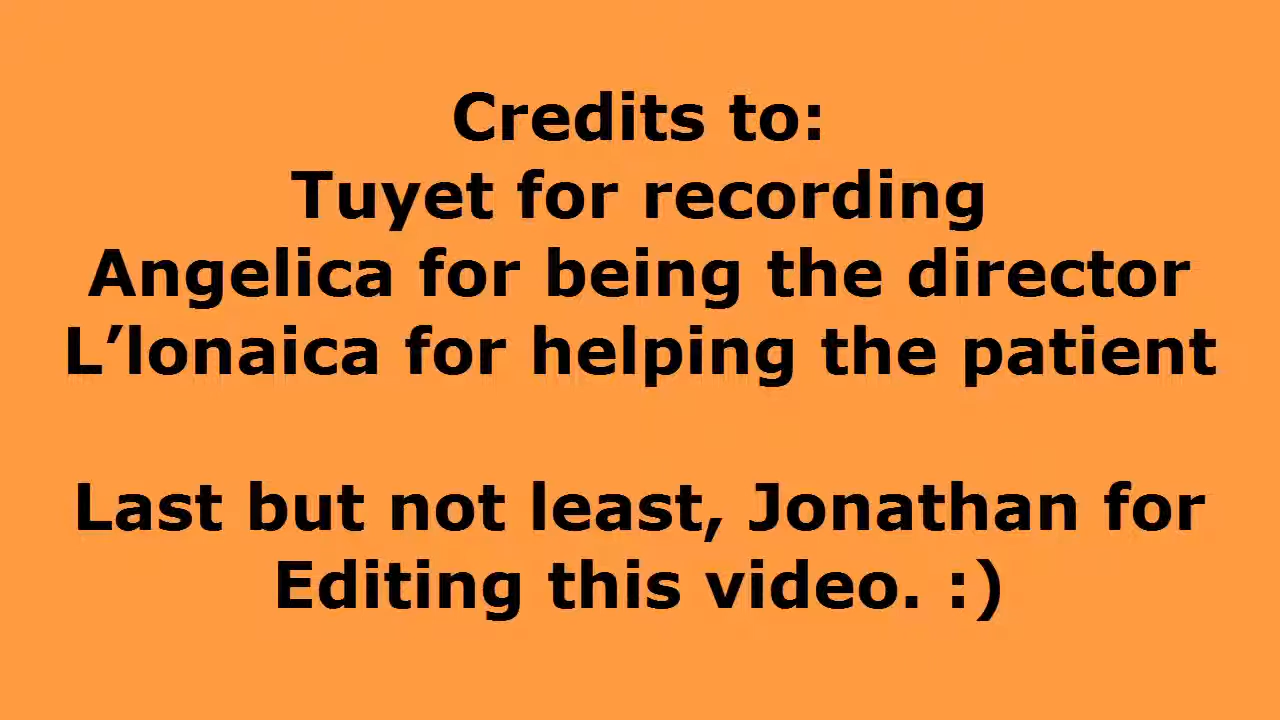 Credits to:
Tuyet for recording
Angelica for being the director
L’lonaica for helping the patient
Last but not least, Jonathan for
Editing this video. :)